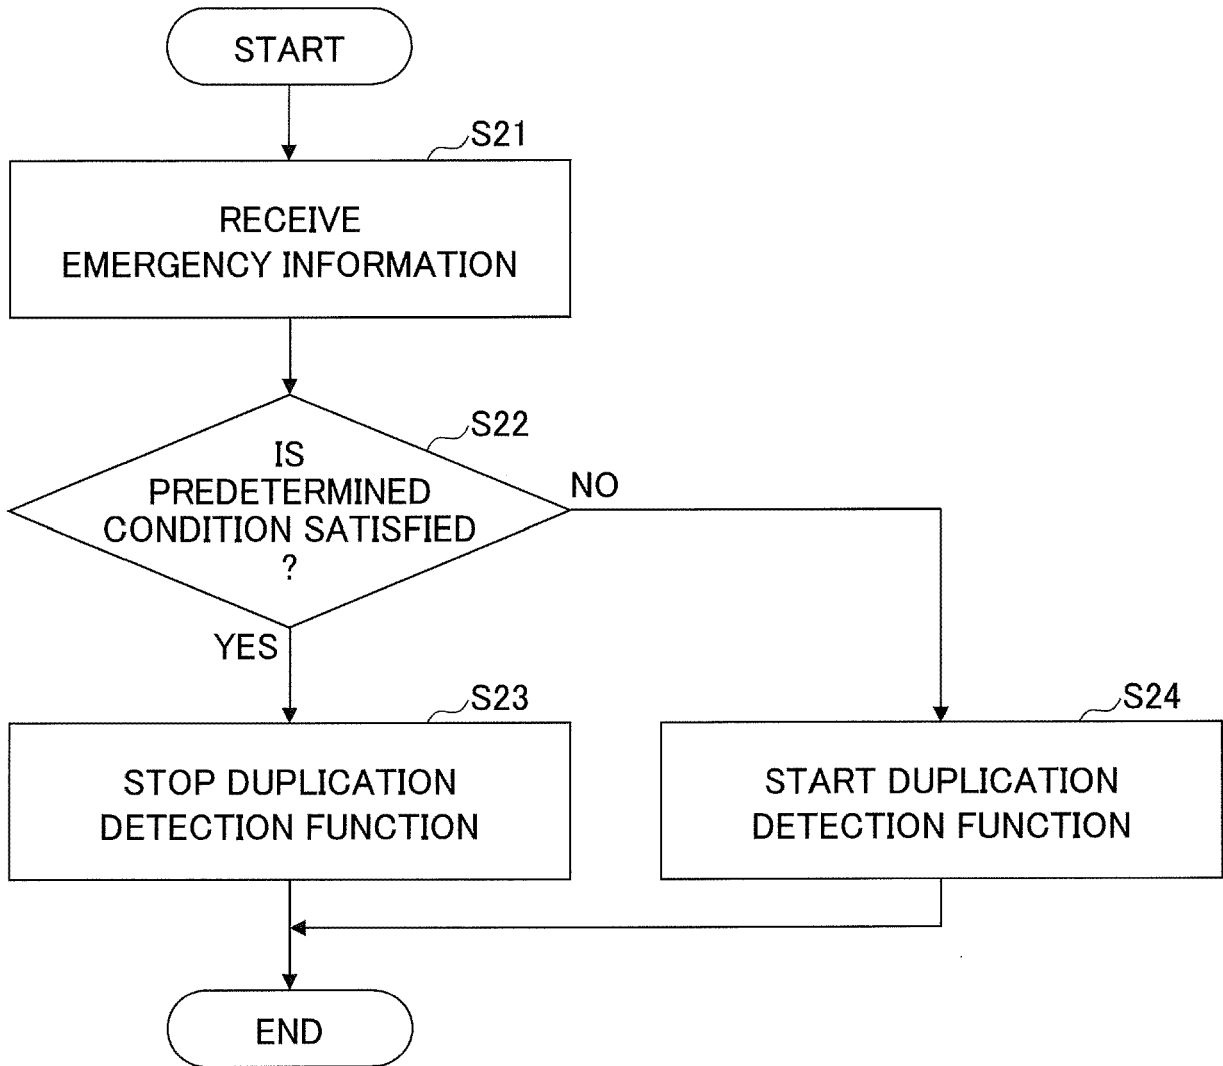 START
S21
RECEIVE
EMERGENCY INFORMATION
S22
IS
PREDETERMINED
CONDITION SATISFIED
?
NO
YES
S23
STOP DUPLICATION
DETECTION FUNCTION
S24
START DUPLICATION
DETECTION FUNCTION
END